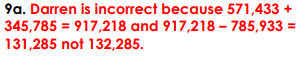 9a. Darren is incorrect because 571,433 +
345,785 = 917,218 and 917,218 – 785,933 =
131,285 not 132,285.